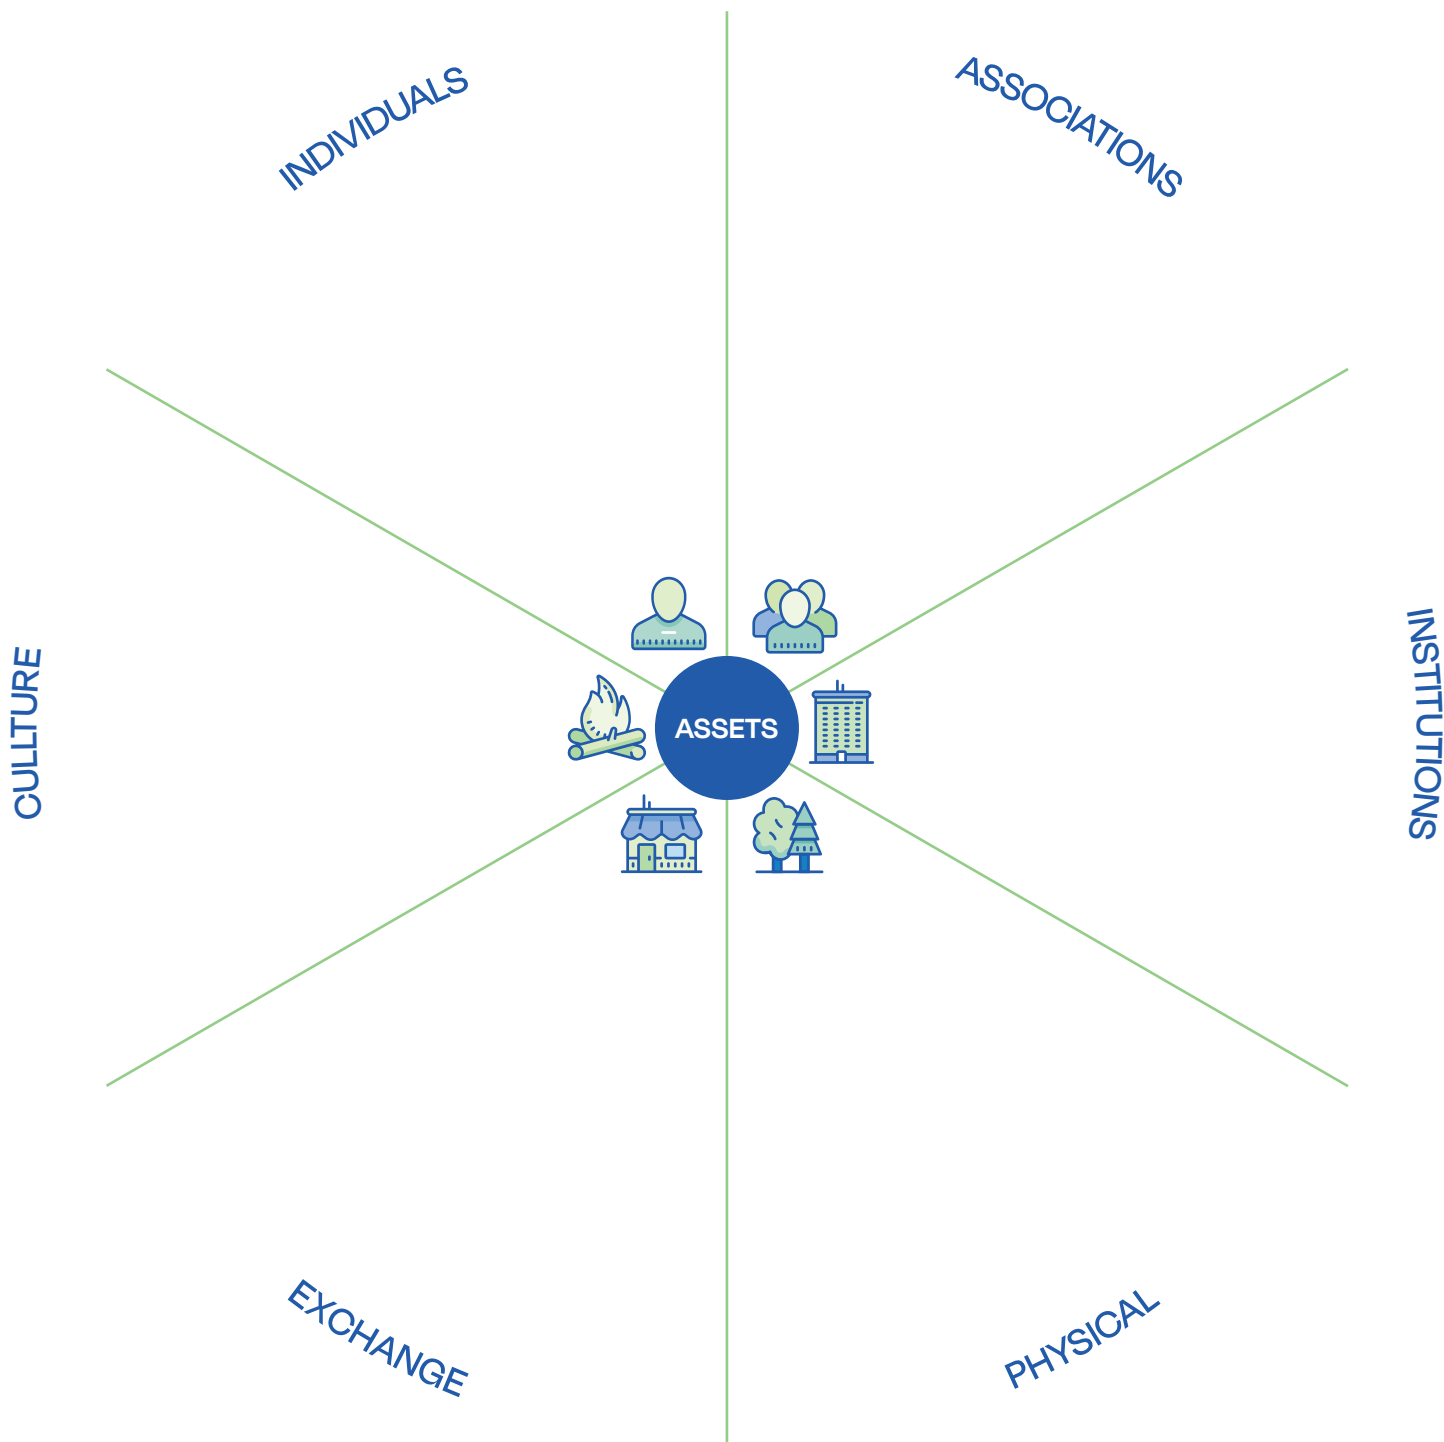 INDIVIDUALS
ASSOCIATIONS
CULLTURE
ASSETS
INSTITUTIONS
EXCHANGE
PHYSICAL